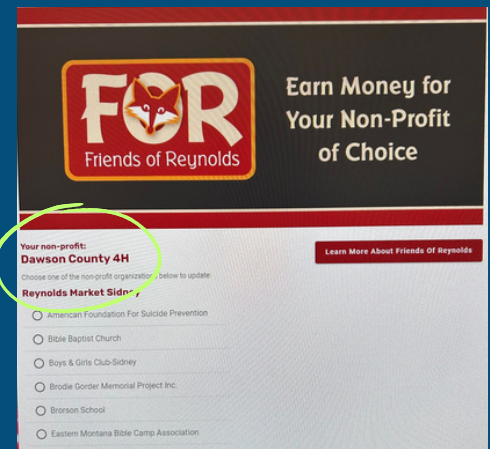 FOR
Friends of Reynolds
Earn Money for
Your Non-Profit
of Choice
Your non-profit:
Dawson County 4H
Learn More About Friends Of Reynolds
Choose one of the non-profit organizations below to update
Reynolds Market Sidney
American Foundation For Suicide Prevention
Bible Baptist Church
Boys & Girls Club-Sidney
Brodie Gorder Memorial Project Inc.
Brorson School
Eastern Montana Bible Camp Association